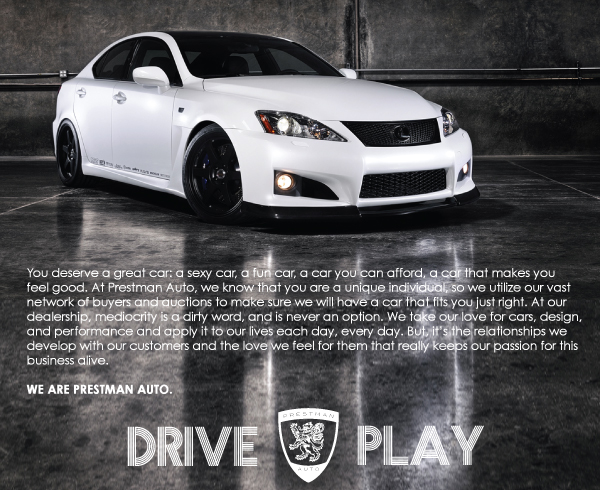 You deserve a great car: a sexy car, a fun car, a car you can afford, a car that makes you
feel good. At Prestman Auto, we know that you are a unique individual, so we utilize our vast
network of buyers and auctions to make sure we will have a car that fits you just right. At our
dealership, mediocrity is a dirty word, and is never an option. We take our love for cars, design,
and performance and apply it to our lives each day, every day. But, it's the relationships we
develop with our customers and the love we feel for them that really keeps our passion for this
business alive.
WE ARE PRESTMAN AUTO.
PRESTMAN
DRIVE PLAY
AUTO